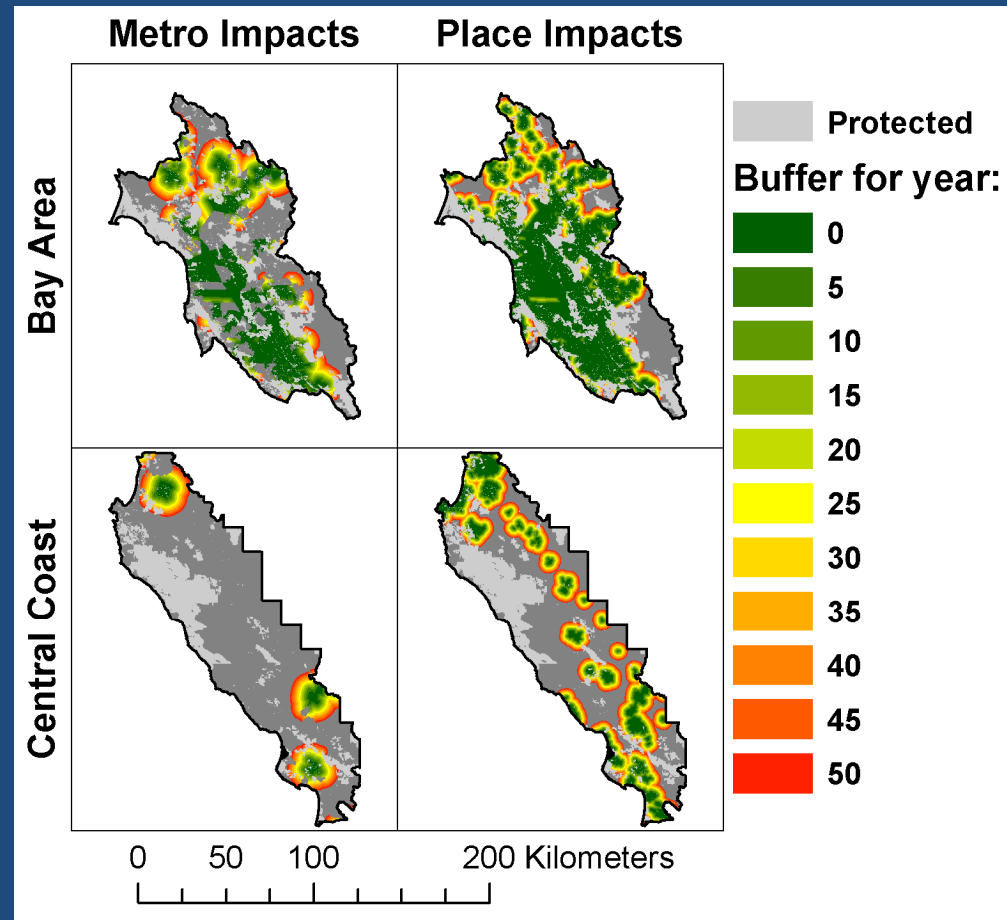 Metro Impacts
Place Impacts
Bay Area
Central Coast
Protected
Buffer for year:
0
5
10
15
20
25
30
35
40
45
50
0 50 100 200 Kilometers